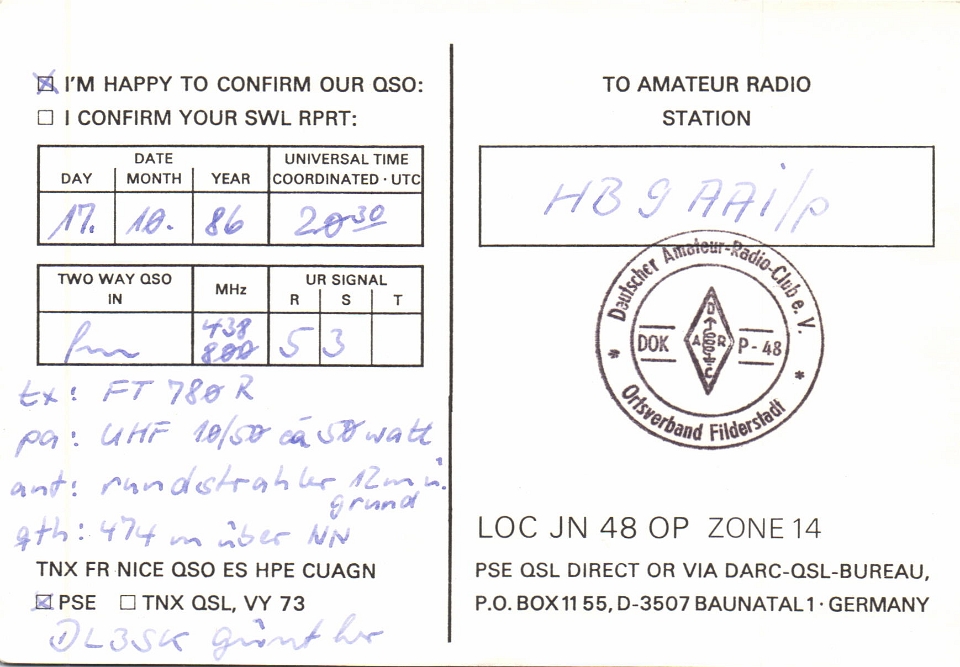 ☒ I'M HAPPY TO CONFIRM OUR QSO:
☐ I CONFIRM YOUR SWL RPRT:
DATE
DAY MONTH YEAR
UNIVERSAL TIME
COORDINATED · UTC
17. 10. 86 20 30
TWO WAY QSO
IN
MHz
UR SIGNAL
R S T
fm 438 800 5 3
tx: FT 780 R
pa: UHF 10/50 cá 50 watt
ant: rundstrahler 12m ü.
grund
qth: 474 m über NN
TNX FR NICE QSO ES HPE CUAGN
☒ PSE ☐ TNX QSL, VY 73
DL3SK günther
TO AMATEUR RADIO
STATION
HB9AAi/p
Deutscher Amateur-Radio-Club e.V.
DOK DARC P-48
* Ortsverband Filderstadt *
LOC JN 48 OP ZONE 14
PSE QSL DIRECT OR VIA DARC-QSL-BUREAU,
P.O. BOX 11 55, D-3507 BAUNATAL 1 · GERMANY